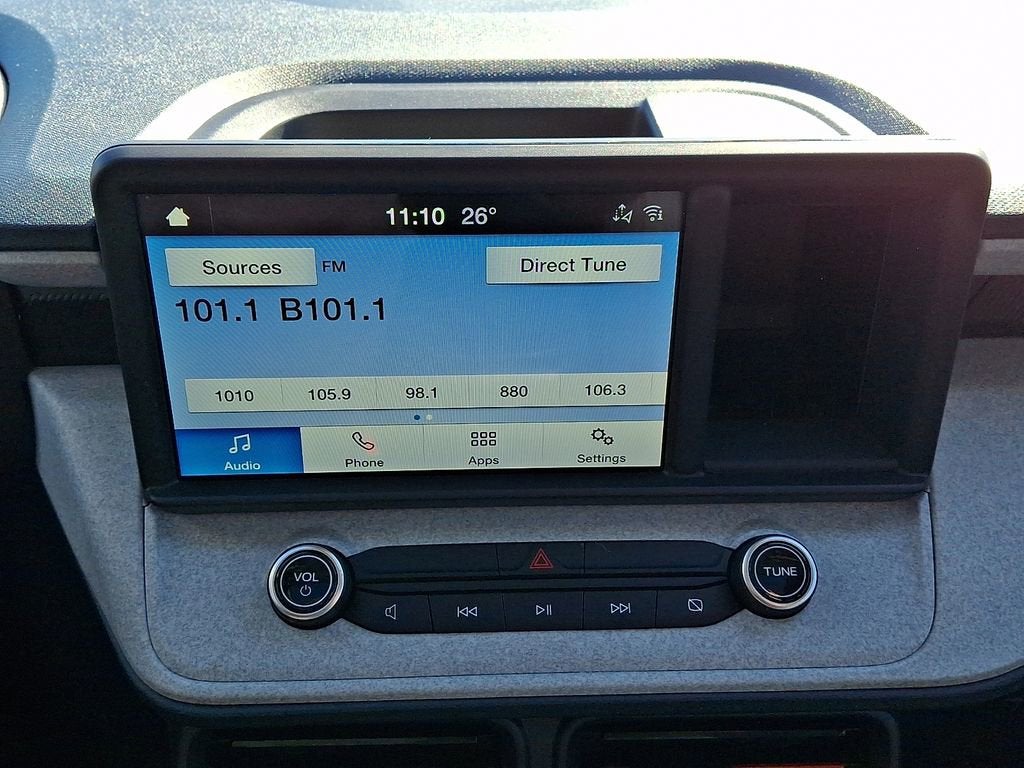 11:10 26°
Sources FM Direct Tune
101.1 B101.1
1010 105.9 98.1 880 106.3
Audio Phone Apps Settings
VOL TUNE